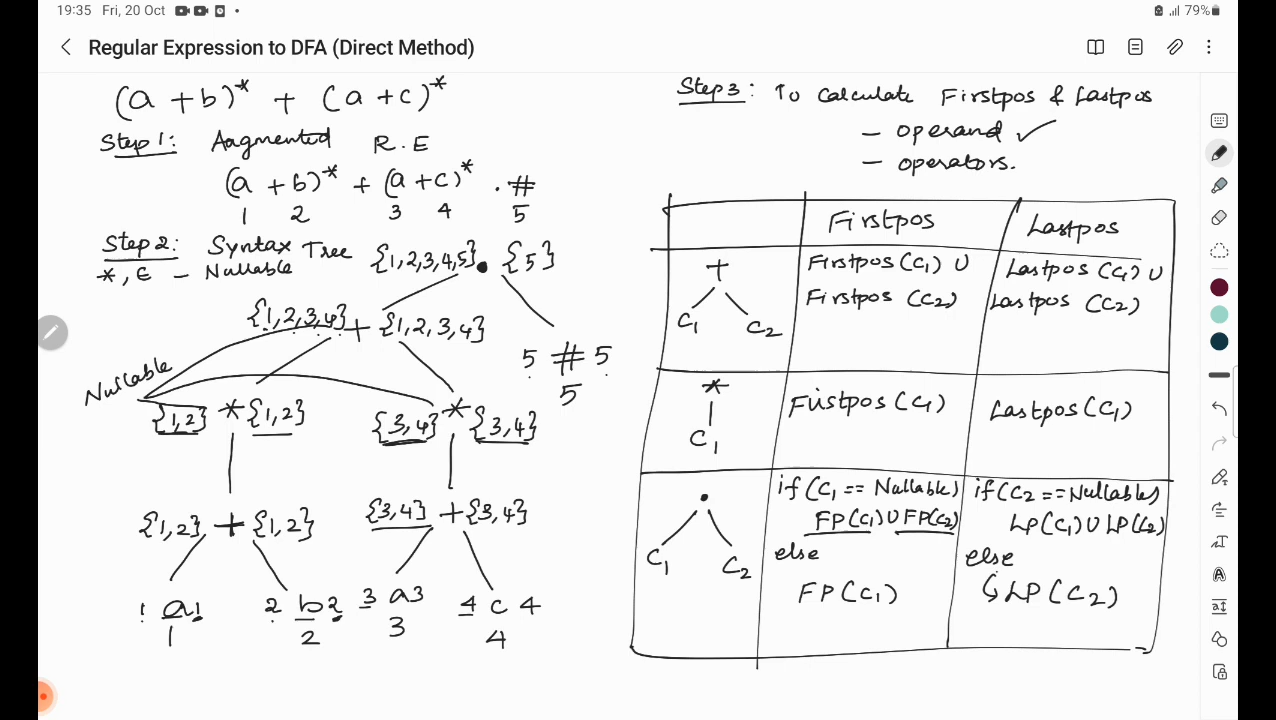 19:35 Fri, 20 Oct
79%
Regular Expression to DFA (Direct Method)
(a + b)* + (a + c)*
Step 1: Augmented R.E
(a + b)* + (a + c)* . #
1 2 3 4 5
Step 2: Syntax Tree
*, ε - Nullable
{1,2,3,4,5} . {5}
{1,2,3,4} + {1,2,3,4}
5 # 5
5
Nullable
{1,2} * {1,2} {3,4} * {3,4}
{1,2} + {1,2} {3,4} + {3,4}
1 a 1 2 b 2 3 a 3 4 c 4
1 2 3 4
Step 3: To calculate Firstpos & Lastpos
- operand ✓
- operators.
Firstpos Lastpos
+
C1 C2
Firstpos (C1) U
Firstpos (C2)
Lastpos (C1) U
Lastpos (C2)
*
C1
Firstpos (C1)
Lastpos (C1)
.
C1 C2
if (C1 == Nullable)
FP(C1) U FP(C2)
else
FP (C1)
if (C2 == Nullable)
LP(C1) U LP(C2)
else
LP (C2)